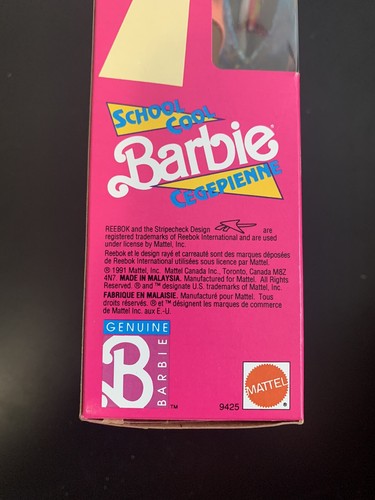 SCHOOL
COOL
Barbie®
CEGEPIENNE
REEBOK and the Stripecheck Design are
registered trademarks of Reebok International and are used
under license by Mattel, Inc.
Reebok et le design rayé et carreauté sont des marques déposées
de Reebok International utilisées sous licence par Mattel.
® 1991 Mattel, Inc. Mattel Canada Inc., Toronto, Canada M8Z
4N7. MADE IN MALAYSIA. Manufactured for Mattel. All Rights
Reserved. ® and ™ designate U.S. trademarks of Mattel, Inc.
FABRIQUE EN MALAISIE. Manufacturé pour Mattel. Tous
droits réservés. ® et ™ désignent les marques de commerce
de Mattel Inc. aux E.-U.
GENUINE
B
BARBIE
™
9425
MATTEL